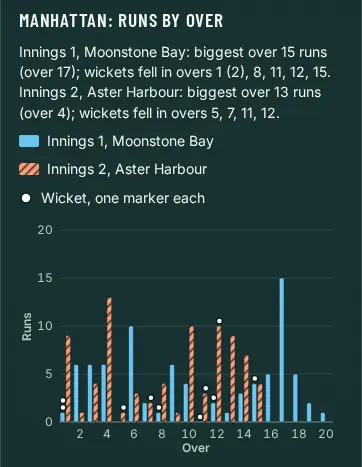 MANHATTAN: RUNS BY OVER
Innings 1, Moonstone Bay: biggest over 15 runs
(over 17); wickets fell in overs 1 (2), 8, 11, 12, 15.
Innings 2, Aster Harbour: biggest over 13 runs
(over 4); wickets fell in overs 5, 7, 11, 12.
Innings 1, Moonstone Bay
Innings 2, Aster Harbour
Wicket, one marker each
20
15
10
5
0
Runs
2 4 6 8 10 12 14 16 18 20
Over